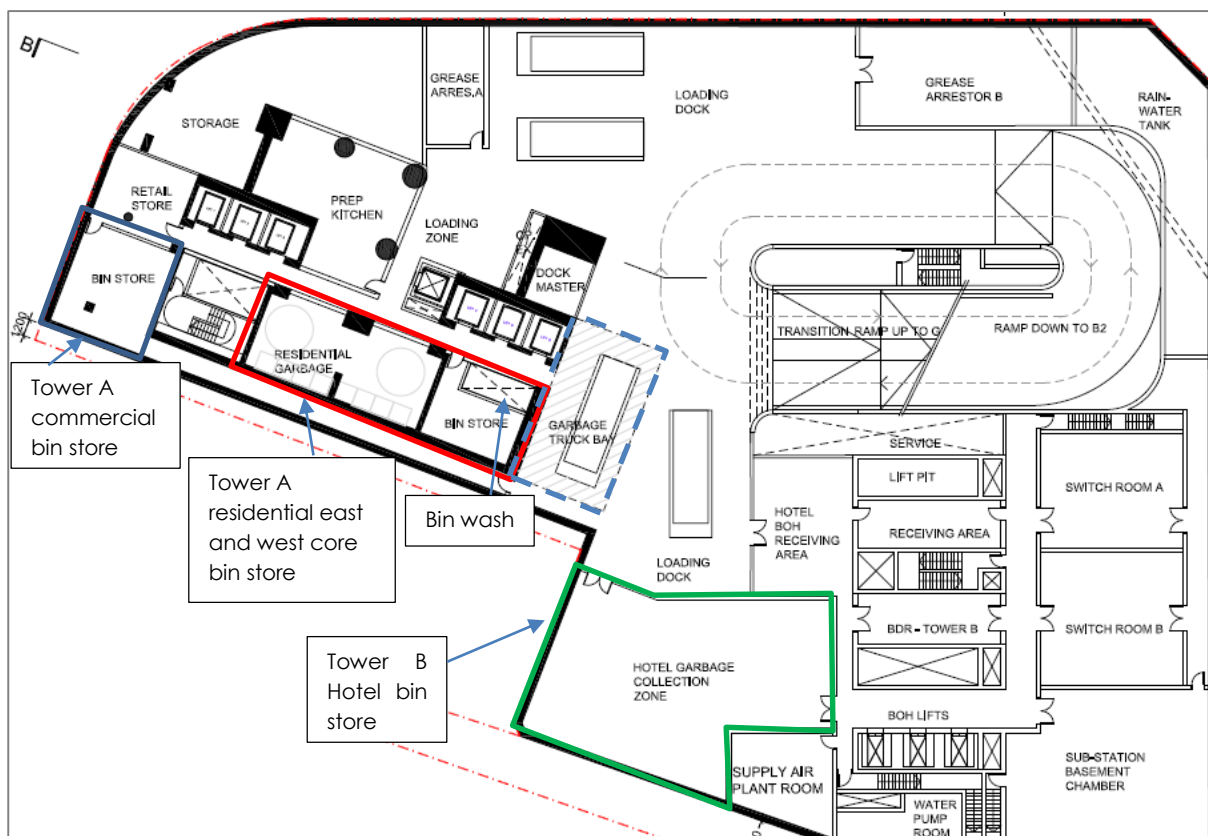 B
GREASE
ARRES.A
LOADING
DOCK
GREASE
ARRESTOR B
RAIN-
WATER
TANK
STORAGE
RETAIL
STORE
PREP
KITCHEN
LOADING
ZONE
DOCK
MASTER
BIN STORE
1200
RESIDENTIAL
GARBAGE
BIN STORE
GARBAGE
TRUCK BAY
TRANSITION RAMP UP TO G
RAMP DOWN TO B2
Tower A
commercial
bin store
Tower A
residential east
and west core
bin store
Bin wash
SERVICE
LIFT PIT
HOTEL
BOH
RECEIVING
AREA
RECEIVING AREA
SWITCH ROOM A
LOADING
DOCK
BDR - TOWER B
SWITCH ROOM B
Tower B
Hotel bin
store
HOTEL GARBAGE
COLLECTION
ZONE
BOH LIFTS
SUPPLY AIR
PLANT ROOM
WATER
PUMP
ROOM
SUB-STATION
BASEMENT
CHAMBER